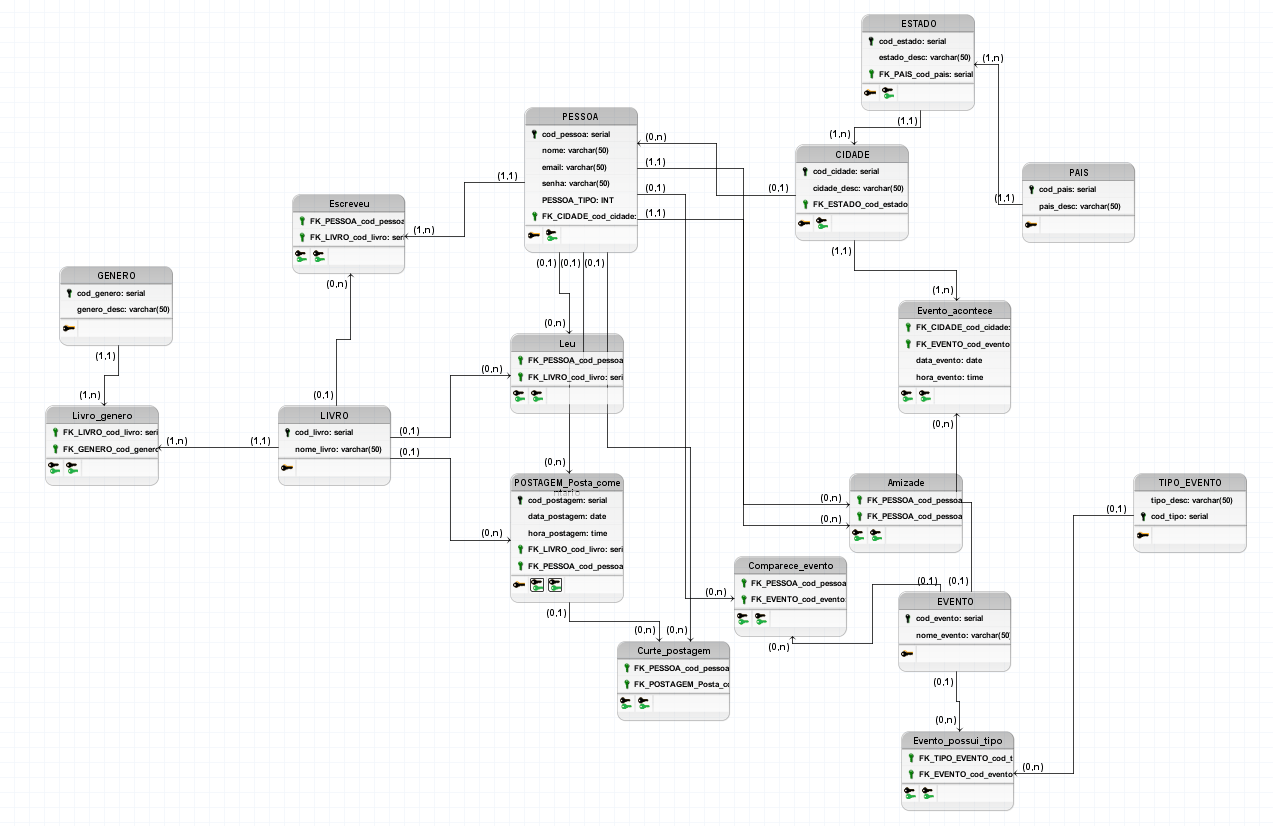 ESTADO
cod_estado: serial
estado_desc: varchar(50)
FK_PAIS_cod_pais: serial
(1,n)
(1,1)
(1,n)
PAIS
cod_pais: serial
pais_desc: varchar(50)
(1,1)
CIDADE
cod_cidade: serial
cidade_desc: varchar(50)
FK_ESTADO_cod_estado
(0,1)
(1,1)
(1,n)
PESSOA
cod_pessoa: serial
nome: varchar(50)
email: varchar(50)
senha: varchar(50)
PESSOA_TIPO: INT
FK_CIDADE_cod_cidade:
(0,n)
(1,1)
(0,1)
(1,1)
(1,1)
(0,1)
(0,1)
(0,1)
Escreveu
FK_PESSOA_cod_pessoa
FK_LIVRO_cod_livro: ser
(1,n)
(0,n)
GENERO
cod_genero: serial
genero_desc: varchar(50)
(1,1)
(1,n)
Livro_genero
FK_LIVRO_cod_livro: seri
FK_GENERO_cod_genero
(1,n)
(1,1)
(0,1)
LIVRO
cod_livro: serial
nome_livro: varchar(50)
(0,1)
(0,1)
(0,n)
(0,n)
Leu
FK_PESSOA_cod_pessoa
FK_LIVRO_cod_livro: seri
(0,n)
(0,n)
POSTAGEM_Posta_come
ntario
cod_postagem: serial
data_postagem: date
hora_postagem: time
FK_LIVRO_cod_livro: seri
FK_PESSOA_cod_pessoa
(0,1)
(0,n)
(0,n)
Curte_postagem
FK_PESSOA_cod_pessoa
FK_POSTAGEM_Posta_c
Evento_acontece
FK_CIDADE_cod_cidade:
FK_EVENTO_cod_evento
data_evento: date
hora_evento: time
(0,n)
Amizade
FK_PESSOA_cod_pessoa
FK_PESSOA_cod_pessoa
(0,n)
(0,n)
Comparece_evento
FK_PESSOA_cod_pessoa
FK_EVENTO_cod_evento:
(0,n)
(0,n)
(0,1)
(0,1)
EVENTO
cod_evento: serial
nome_evento: varchar(50)
(0,1)
(0,n)
TIPO_EVENTO
tipo_desc: varchar(50)
cod_tipo: serial
(0,1)
Evento_possui_tipo
FK_TIPO_EVENTO_cod_t
FK_EVENTO_cod_evento
(0,n)